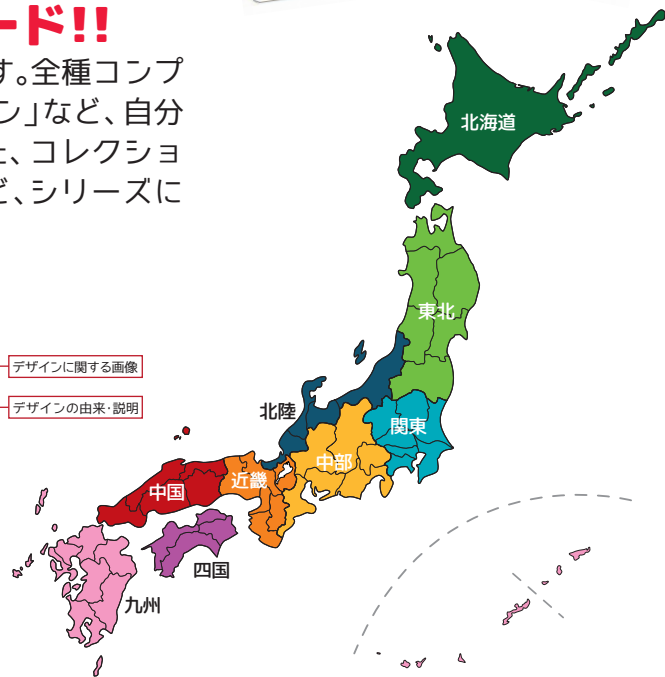 ード!!
す。全種コンプ
ン」など、自分
た、コレクショ
ど、シリーズに
北海道
東北
デザインに関する画像
デザインの由来・説明
北陸
関東
中部
近畿
中国
四国
九州